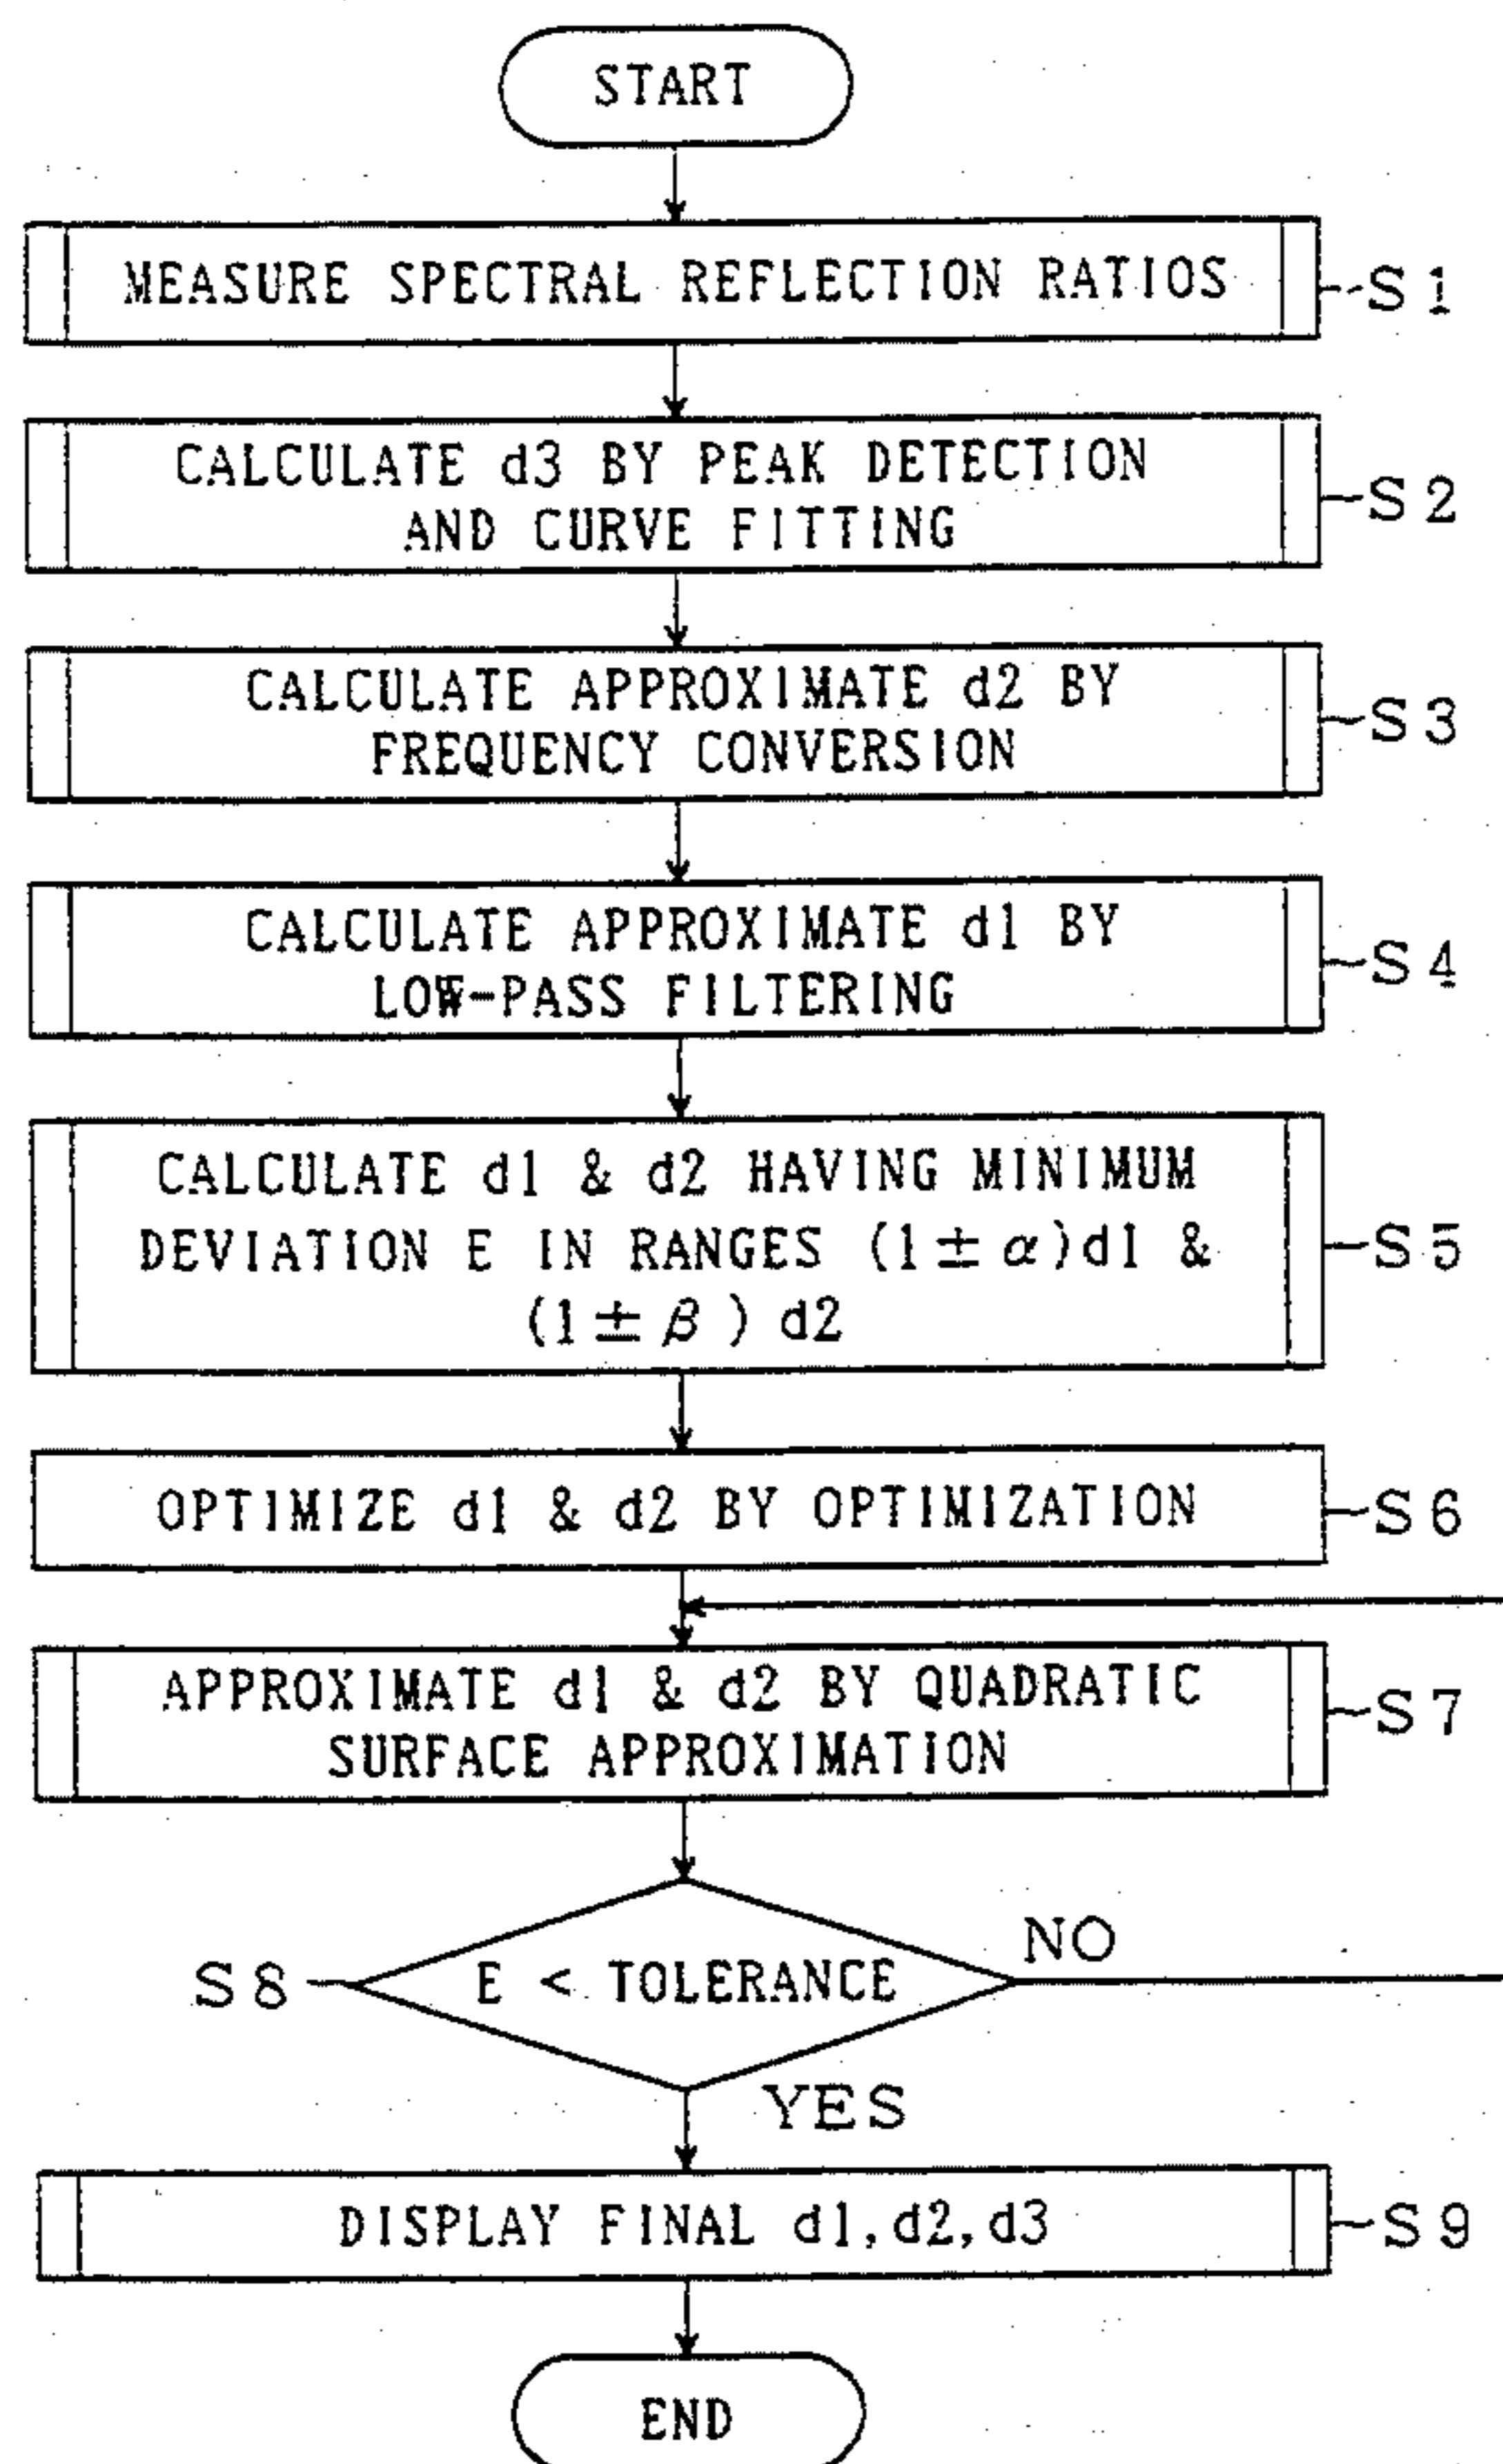 START
MEASURE SPECTRAL REFLECTION RATIOS
S1
CALCULATE d3 BY PEAK DETECTION
AND CURVE FITTING
S2
CALCULATE APPROXIMATE d2 BY
FREQUENCY CONVERSION
S3
CALCULATE APPROXIMATE d1 BY
LOW-PASS FILTERING
S4
CALCULATE d1 & d2 HAVING MINIMUM
DEVIATION E IN RANGES (1±α)d1 &
(1±β)d2
S5
OPTIMIZE d1 & d2 BY OPTIMIZATION
S6
APPROXIMATE d1 & d2 BY QUADRATIC
SURFACE APPROXIMATION
S7
NO
S8
E < TOLERANCE
YES
DISPLAY FINAL d1,d2,d3
S9
END